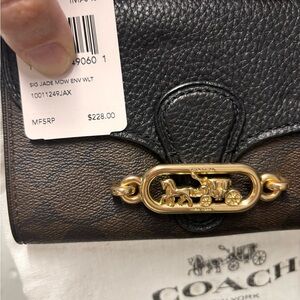 49060 1
SIG JADE MDW ENV WLT
10011249JAX
MFSRP $228.00
COACH